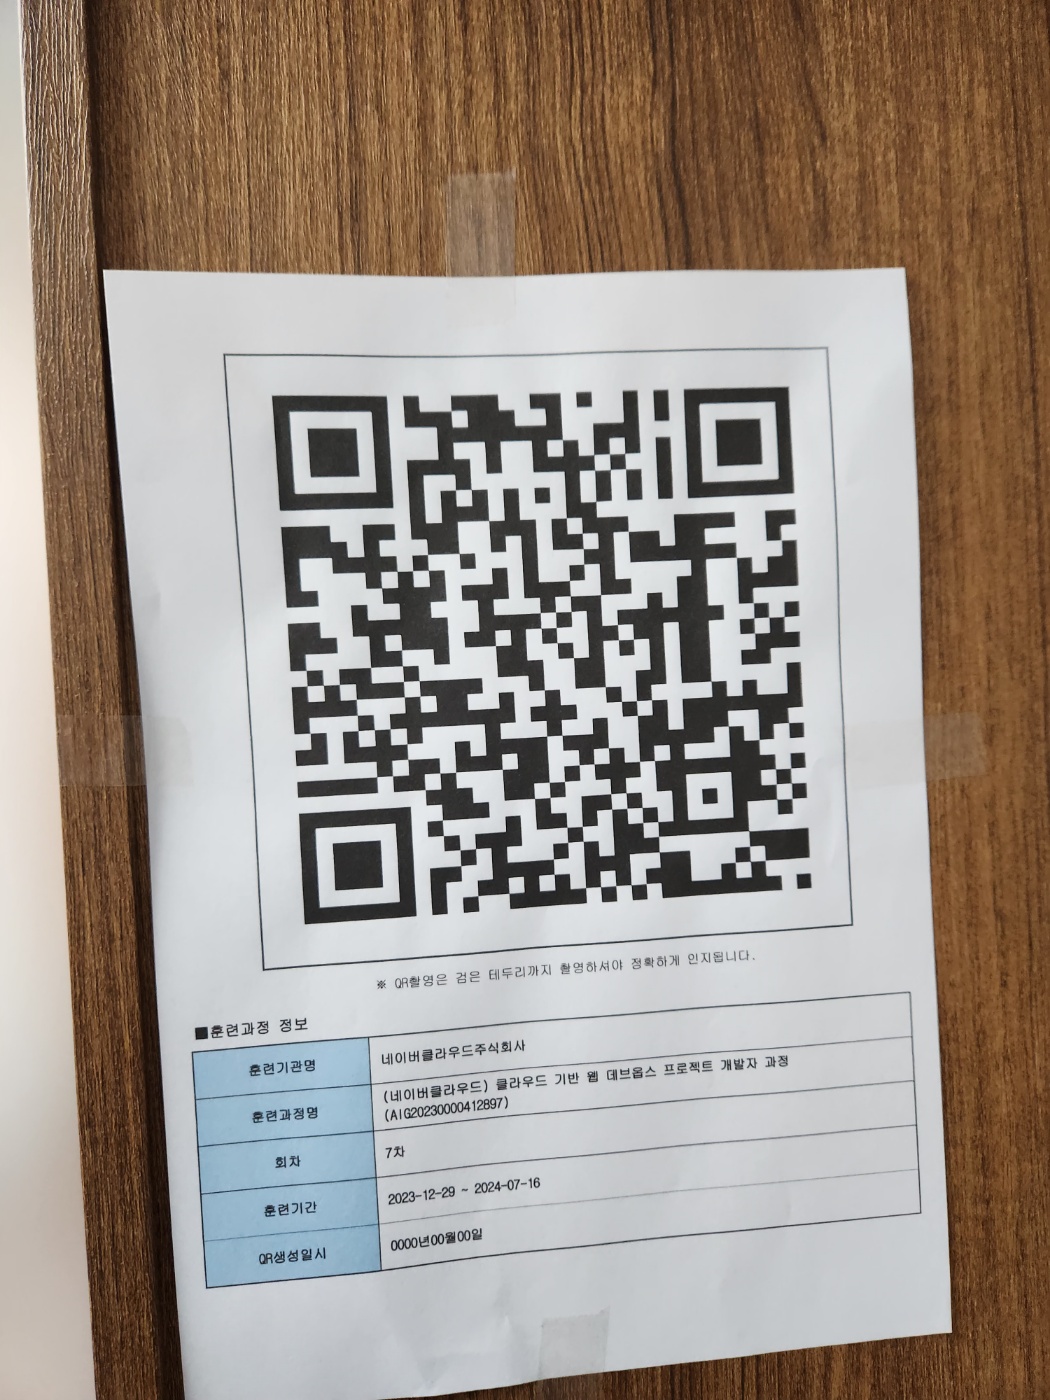 ※ QR촬영은 검은 테두리까지 촬영하셔야 정확하게 인지됩니다.
■훈련과정 정보
훈련기관명 네이버클라우드주식회사
훈련과정명 (네이버클라우드) 클라우드 기반 웹 데브옵스 프로젝트 개발자 과정
(AIG20230000412897)
회차 7차
훈련기간 2023-12-29 ~ 2024-07-16
QR생성일시 0000년00월00일